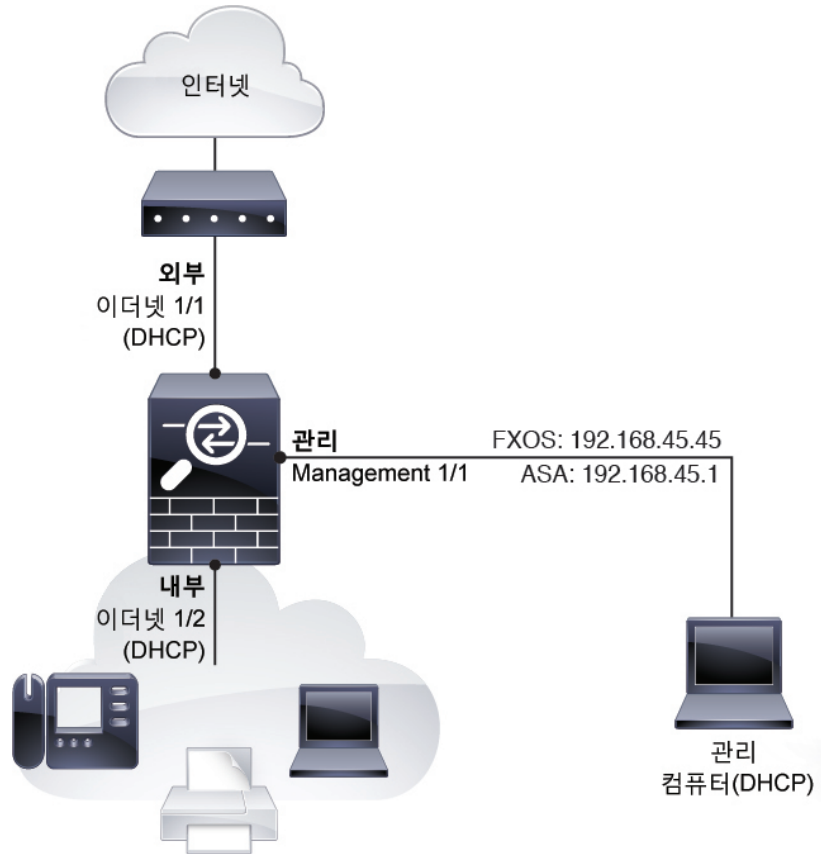 인터넷
외부
이더넷 1/1
(DHCP)
관리
Management 1/1
FXOS: 192.168.45.45
ASA: 192.168.45.1
내부
이더넷 1/2
(DHCP)
관리
컴퓨터(DHCP)